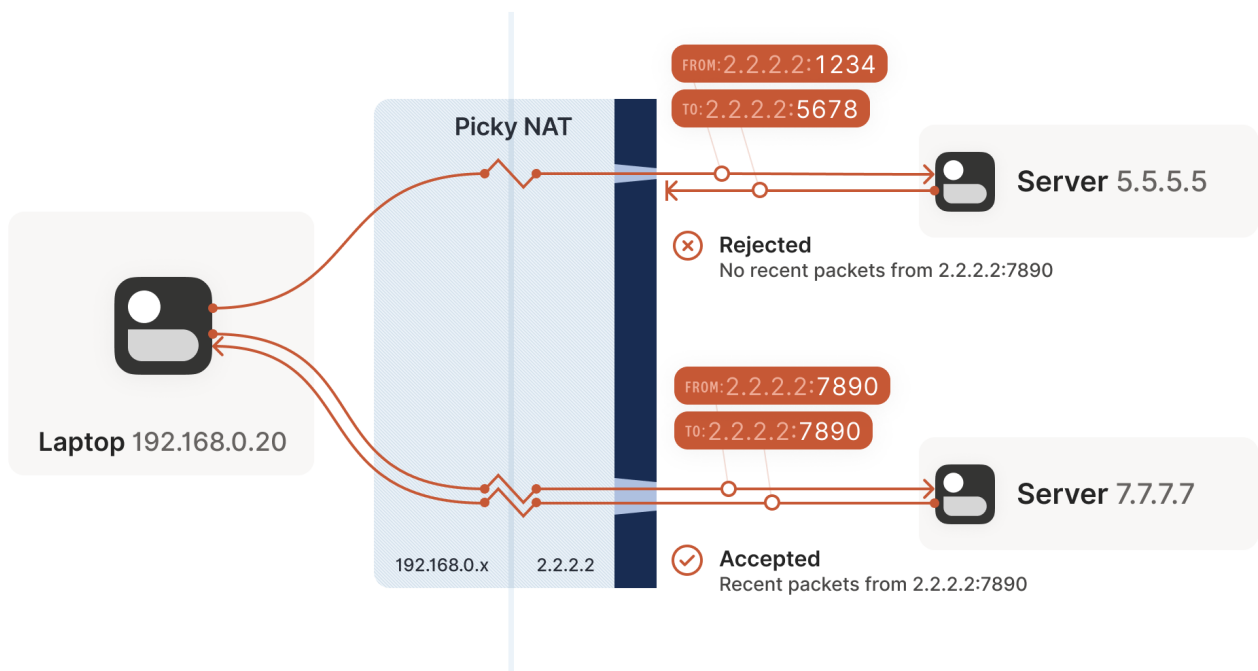 FROM:2.2.2.2:1234
TO:2.2.2.2:5678
Picky NAT
Server 5.5.5.5
Rejected
No recent packets from 2.2.2.2:7890
Laptop 192.168.0.20
FROM:2.2.2.2:7890
TO:2.2.2.2:7890
Server 7.7.7.7
192.168.0.x
2.2.2.2
Accepted
Recent packets from 2.2.2.2:7890